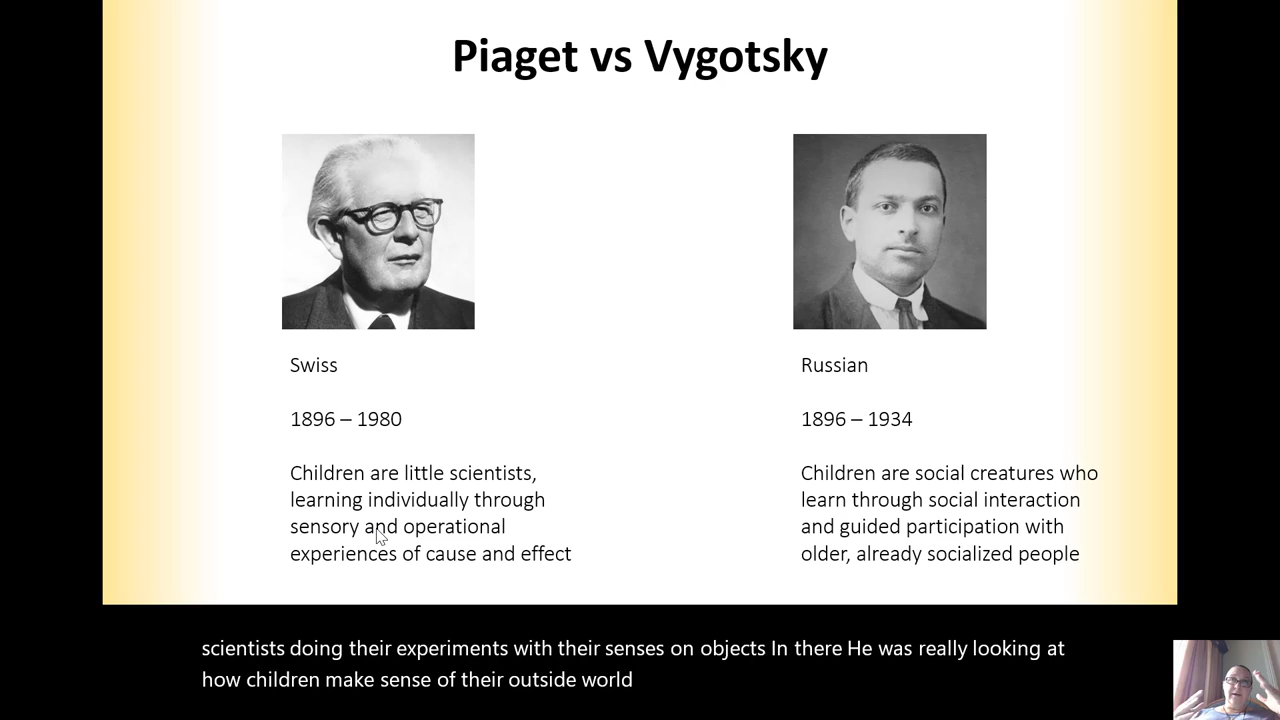 Piaget vs Vygotsky
Swiss
1896 – 1980
Children are little scientists,
learning individually through
sensory and operational
experiences of cause and effect
Russian
1896 – 1934
Children are social creatures who
learn through social interaction
and guided participation with
older, already socialized people
scientists doing their experiments with their senses on objects In there He was really looking at
how children make sense of their outside world